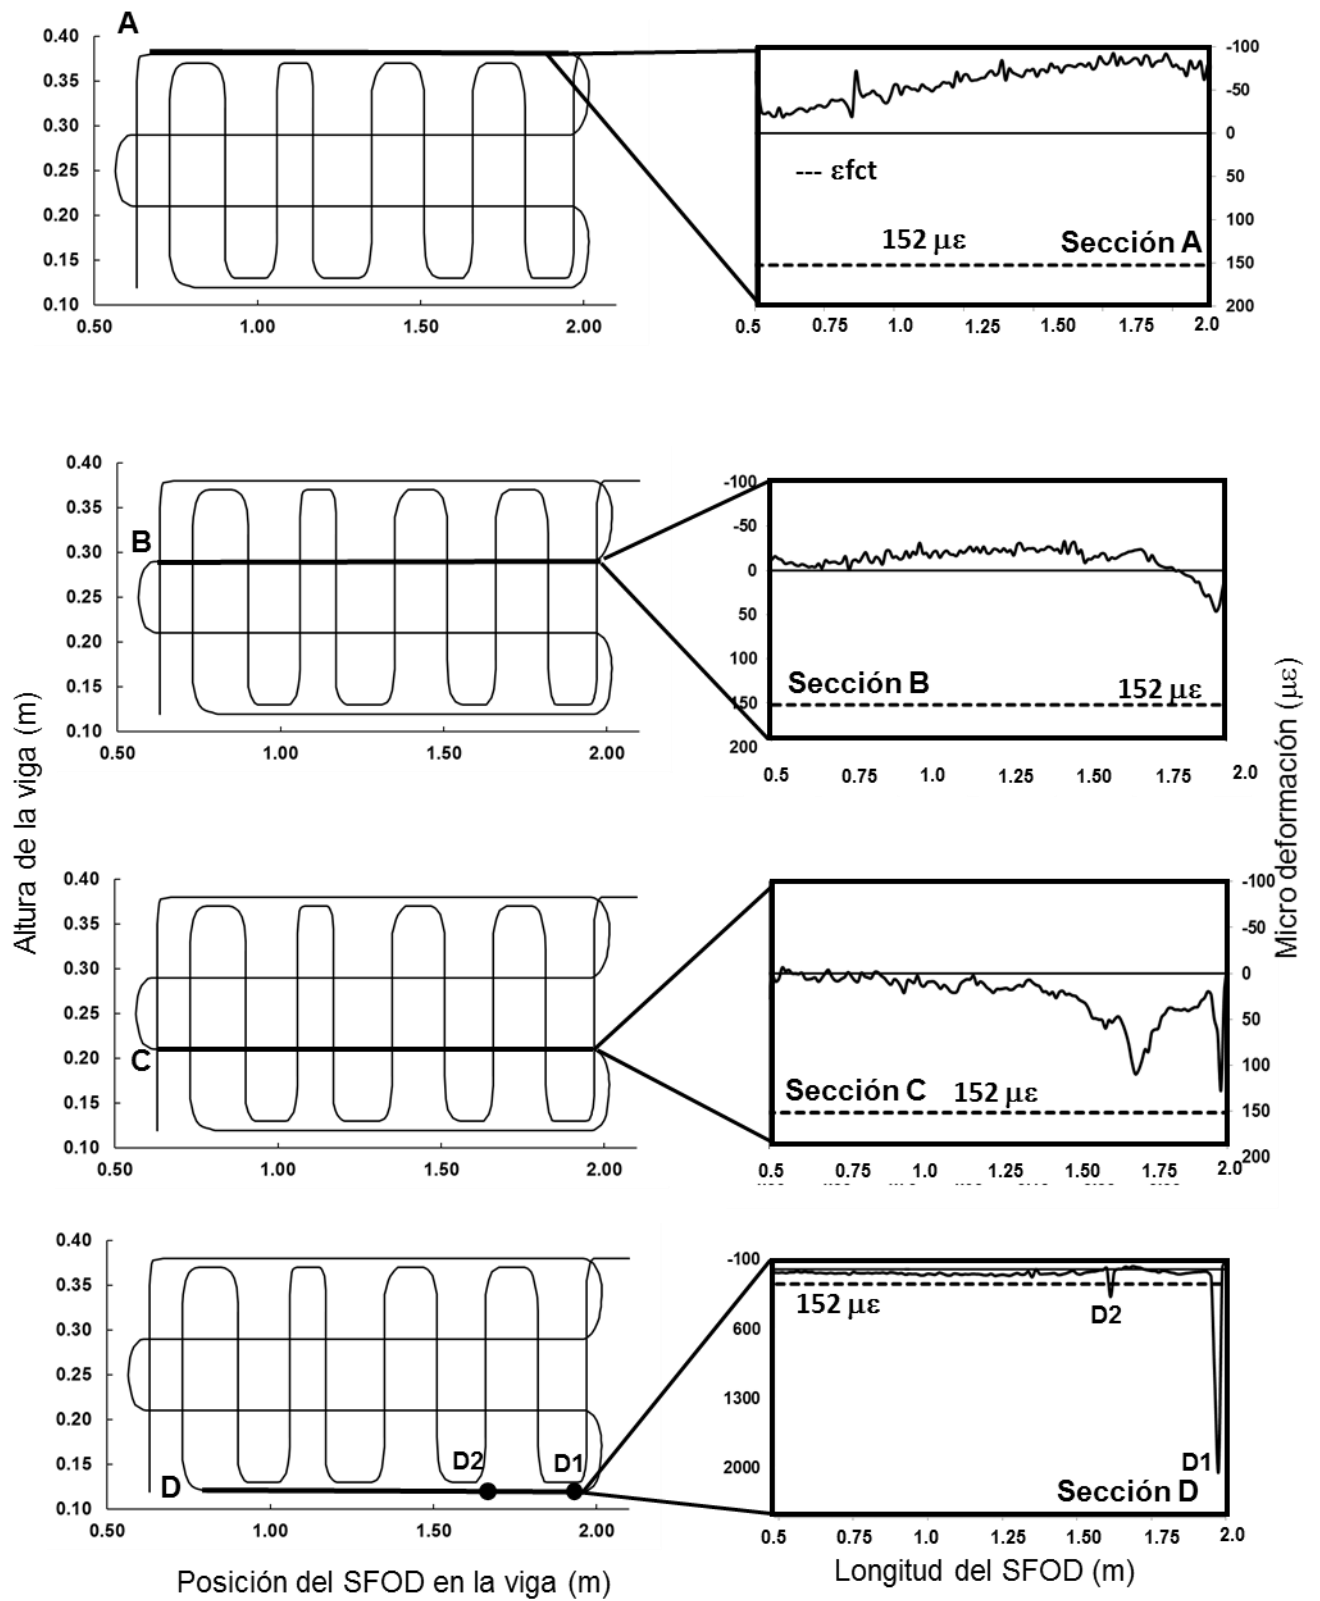 A
0.40
0.35
0.30
0.25
0.20
0.15
0.10
0.50 1.00 1.50 2.00
-100
-50
0
50
100
150
200
--- εfct
152 με
Sección A
0.5 0.75 1.0 1.25 1.50 1.75 2.0
0.40
0.35
0.30
0.25
0.20
0.15
0.10
B
0.50 1.00 1.50 2.00
-100
-50
0
50
100
150
200
Sección B
152 με
0.5 0.75 1.0 1.25 1.50 1.75 2.0
Altura de la viga (m)
Micro deformación (με)
0.40
0.35
0.30
0.25
0.20
0.15
0.10
C
0.50 1.00 1.50 2.00
-100
-50
0
50
100
150
200
Sección C 152 με
0.5 0.75 1.0 1.25 1.50 1.75 2.0
0.40
0.35
0.30
0.25
0.20
0.15
0.10
D
D2
D1
0.50 1.00 1.50 2.00
-100
600
1300
2000
152 με
D2
D1
Sección D
0.5 0.75 1.0 1.25 1.50 1.75 2.0
Posición del SFOD en la viga (m)
Longitud del SFOD (m)